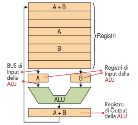 A + B
A
Registri
B
BUS di
Input
della
ALU
A
B
Registri di
Input
della
ALU
ALU
A + B
Registro
di Output
della ALU